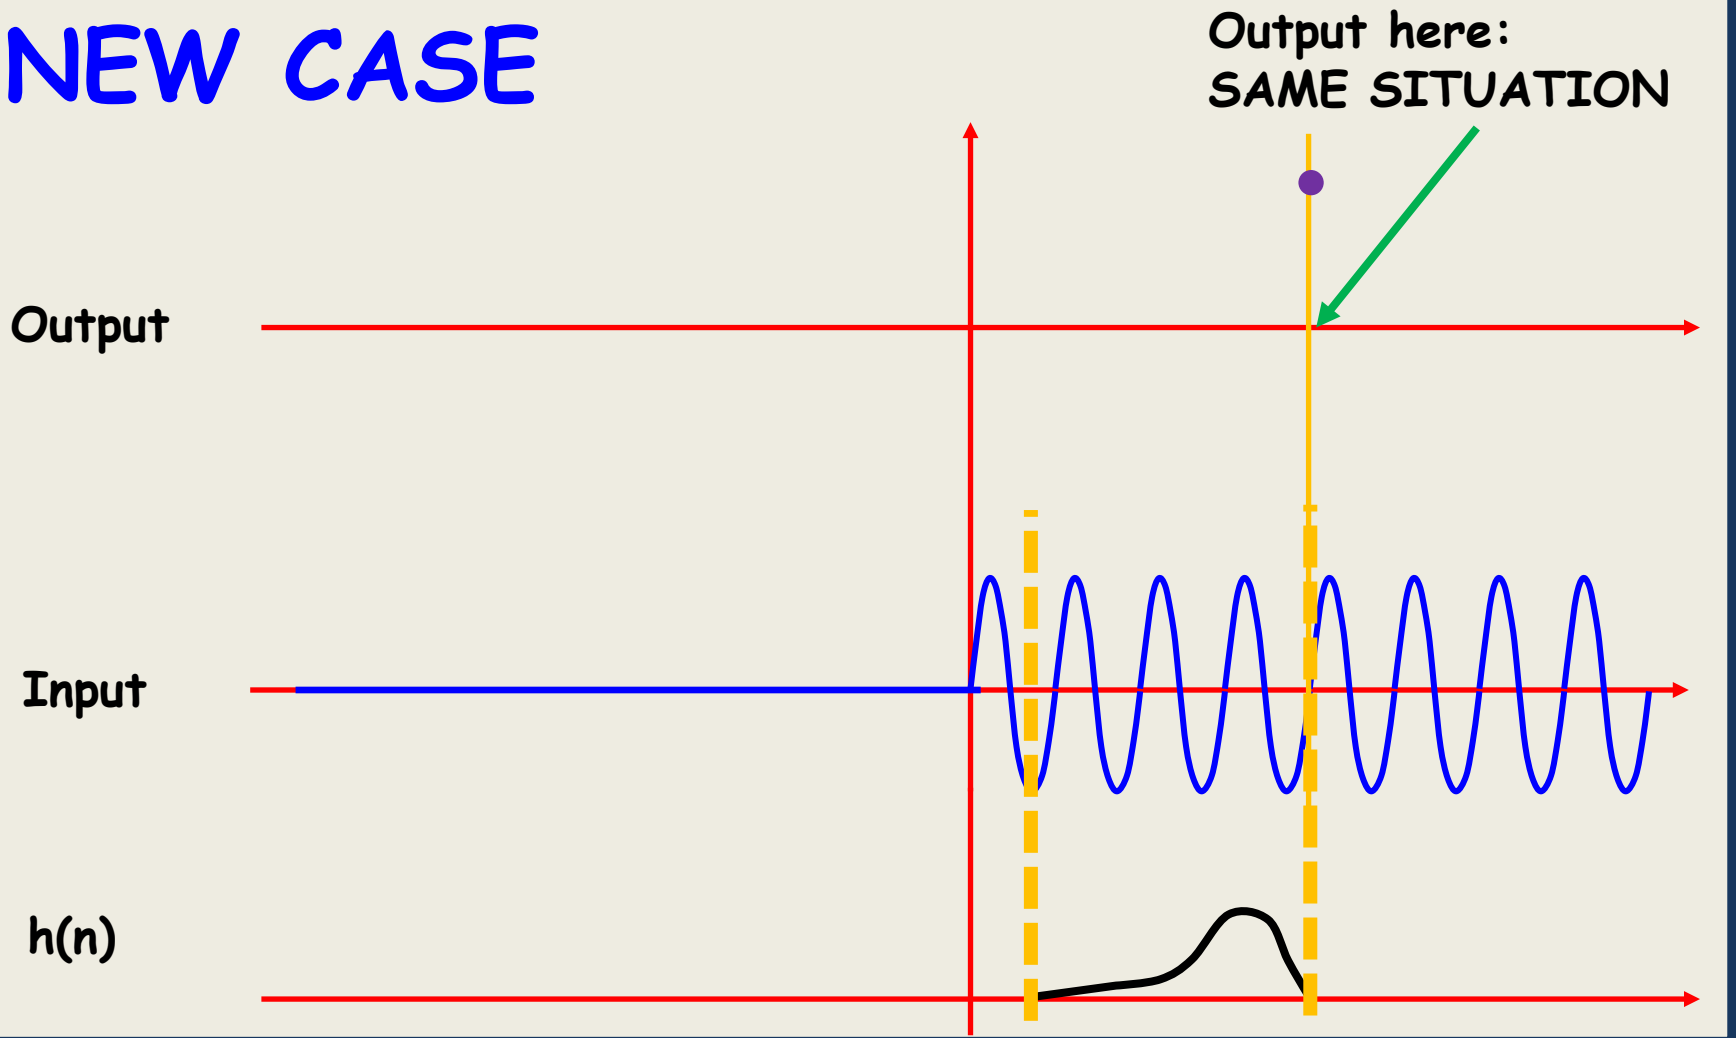 NEW CASE
Output here:
SAME SITUATION
Output
Input
h(n)